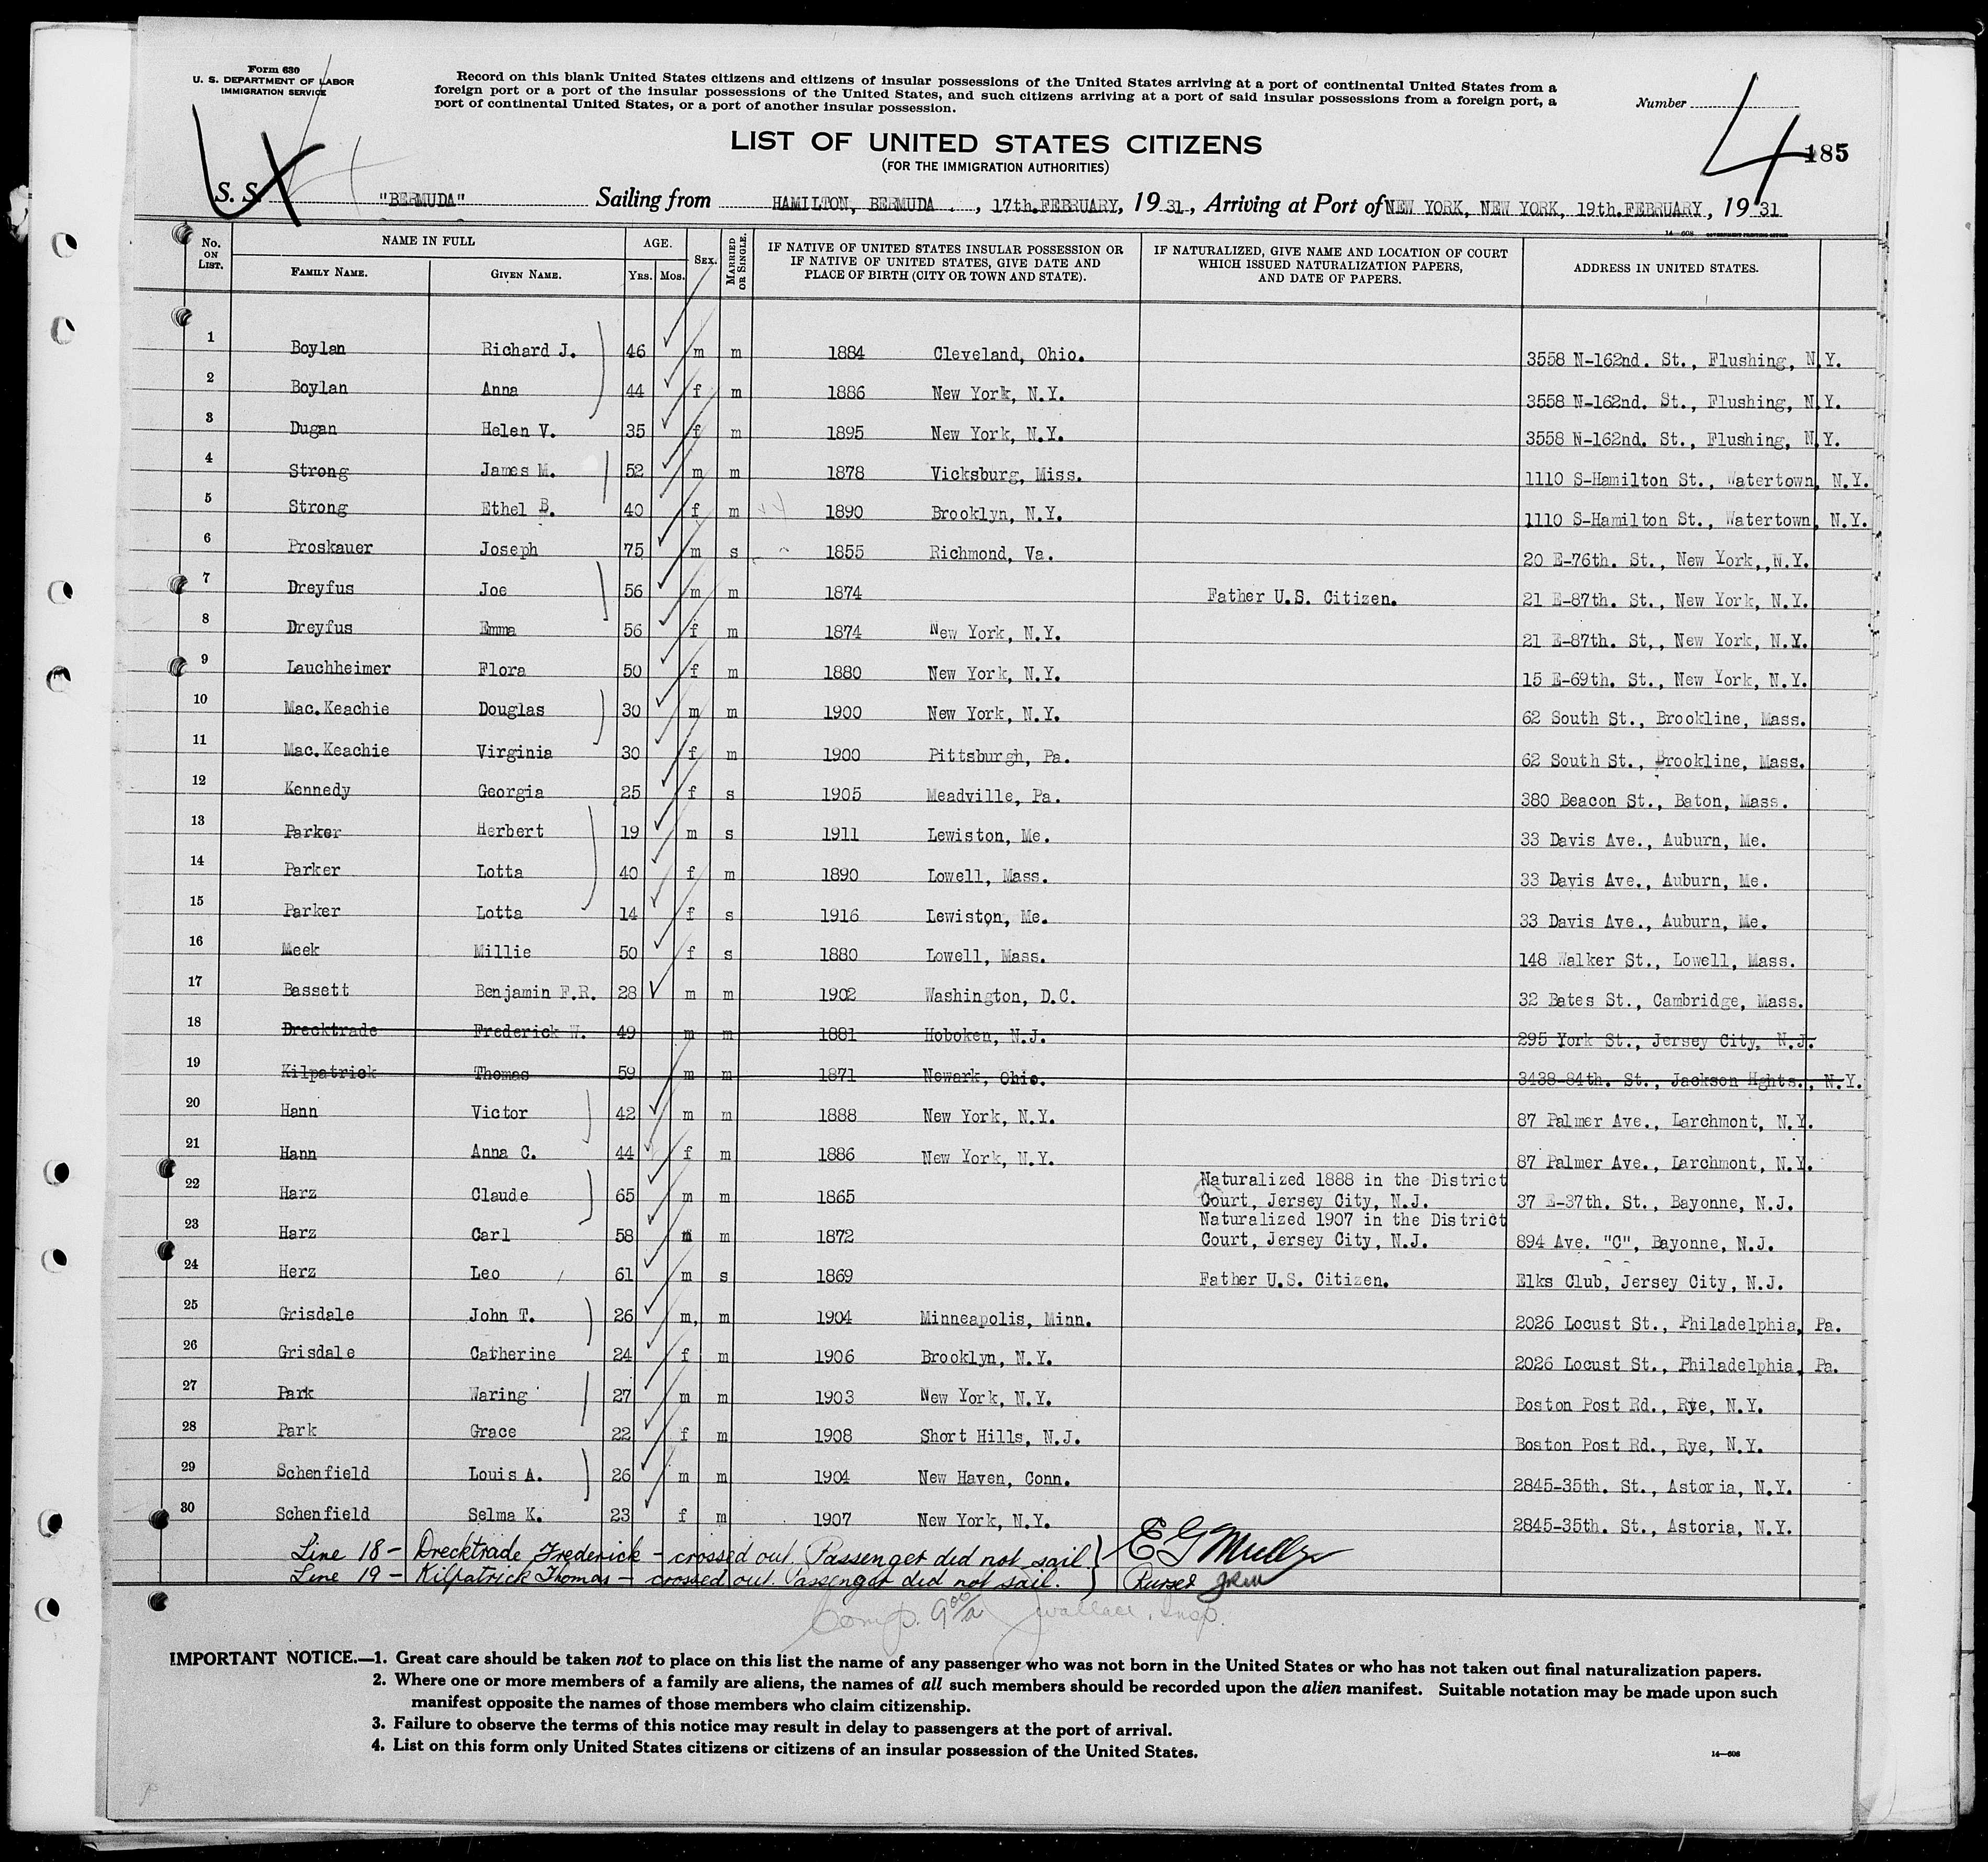 Form 630
U. S. DEPARTMENT OF LABOR
IMMIGRATION SERVICE
Record on this blank United States citizens and citizens of insular possessions of the United States arriving at a port of continental United States from a
foreign port or a port of the insular possessions of the United States, and such citizens arriving at a port of said insular possessions from a foreign port, a
port of continental United States, or a port of another insular possession.
Number 4
185
LIST OF UNITED STATES CITIZENS
(FOR THE IMMIGRATION AUTHORITIES)
S. S. "BERMUDA" Sailing from HAMILTON, BERMUDA . , 17th.FEBRUARY, 19 31, Arriving at Port of NEW YORK, NEW YORK, 19th.FEBRUARY, 19 31
14—608 GOVERNMENT PRINTING OFFICE
No. ON LIST. NAME IN FULL FAMILY NAME. GIVEN NAME. AGE. YRS. MOS. SEX. MARRIED OR SINGLE. IF NATIVE OF UNITED STATES INSULAR POSSESSION OR IF NATIVE OF UNITED STATES, GIVE DATE AND PLACE OF BIRTH (CITY OR TOWN AND STATE). IF NATURALIZED, GIVE NAME AND LOCATION OF COURT WHICH ISSUED NATURALIZATION PAPERS, AND DATE OF PAPERS. ADDRESS IN UNITED STATES.
1 Boylan Richard J. 46 m m 1884 Cleveland, Ohio. 3558 N-162nd. St., Flushing, N.Y.
2 Boylan Anna 44 f m 1886 New York, N.Y. 3558 N-162nd. St., Flushing, N.Y.
3 Dugan Helen V. 35 f m 1895 New York, N.Y. 3558 N-162nd. St., Flushing, N.Y.
4 Strong James M. 52 m m 1878 Vicksburg, Miss. 1110 S-Hamilton St., Watertown, N.Y.
5 Strong Ethel B. 40 f m 1890 Brooklyn, N.Y. 1110 S-Hamilton St., Watertown, N.Y.
6 Proskauer Joseph 75 m s 1855 Richmond, Va. 20 E-76th. St., New York,,N.Y.
7 Dreyfus Joe 56 m m 1874 Father U.S. Citizen. 21 E-87th. St., New York, N.Y.
8 Dreyfus Emma 56 f m 1874 New York, N.Y. 21 E-87th. St,, New York, N.Y.
9 Lauchheimer Flora 50 f m 1880 New York, N.Y. 15 E-69th. St., New York, N.Y.
10 Mac.Keachie Douglas 30 m m 1900 New York, N.Y. 62 South St., Brookline, Mass.
11 Mac.Keachie Virginia 30 f m 1900 Pittsburgh, Pa. 62 South St., Brookline, Mass.
12 Kennedy Georgia 25 f s 1905 Meadville, Pa. 380 Beacon St., Baton, Mass.
13 Parker Herbert 19 m s 1911 Lewiston, Me. 33 Davis Ave., Auburn, Me.
14 Parker Lotta 40 f m 1890 Lowell, Mass. 33 Davis Ave., Auburn, Me.
15 Parker Lotta 14 f s 1916 Lewiston, Me. 33 Davis Ave., Auburn, Me.
16 Meek Millie 50 f s 1880 Lowell, Mass. 148 Walker St., Lowell, Mass.
17 Bassett Benjamin F.R. 28 m m 1902 Washington, D.C. 32 Bates St., Cambridge, Mass.
18 Drecktrade Frederick W. 49 m m 1881 Hoboken, N.J. 295 York St., Jersey City, N.J.
19 Kilpatrick Thomas 59 m m 1871 Newark, Ohio. 3438-84th. St., Jackson Hghts., N.Y.
20 Hann Victor 42 m m 1888 New York, N.Y. 87 Palmer Ave., Larchmont, N.Y.
21 Hann Anna C. 44 f m 1886 New York, N.Y. 87 Palmer Ave., Larchmont, N.Y.
22 Harz Claude 65 m m 1865 Naturalized 1888 in the District Court, Jersey City, N.J. 37 E-37th. St., Bayonne, N.J.
23 Harz Carl 58 m m 1872 Naturalized 1907 in the District Court, Jersey City, N.J. 894 Ave. "C", Bayonne, N.J.
24 Herz Leo 61 m s 1869 Father U.S. Citizen. Elks Club, Jersey City, N.J.
25 Grisdale John T. 26 m, m 1904 Minneapolis, Minn. 2026 Locust St., Philadelphia, Pa.
26 Grisdale Catherine 24 f m 1906 Brooklyn, N.Y. 2026 Locust St., Philadelphia, Pa.
27 Park Waring 27 m m 1903 New York, N.Y. Boston Post Rd., Rye, N.Y.
28 Park Grace 22 f m 1908 Short Hills, N.J. Boston Post Rd., Rye, N.Y.
29 Schenfield Louis A. 26 m m 1904 New Haven, Conn. 2845-35th. St., Astoria, N.Y.
30 Schenfield Selma K. 23 f m 1907 New York, N.Y. 2845-35th. St., Astoria, N.Y.
Line 18 - Drecktrade Frederick - crossed out. Passenger did not sail.
Line 19 - Kilpatrick Thomas - crossed out. Passenger did not sail.
Purser
Comp. 9 00/a J Wallace. Insp.
IMPORTANT NOTICE.—1. Great care should be taken not to place on this list the name of any passenger who was not born in the United States or who has not taken out final naturalization papers.
2. Where one or more members of a family are aliens, the names of all such members should be recorded upon the alien manifest. Suitable notation may be made upon such
manifest opposite the names of those members who claim citizenship.
3. Failure to observe the terms of this notice may result in delay to passengers at the port of arrival.
4. List on this form only United States citizens or citizens of an insular possession of the United States.
14—608